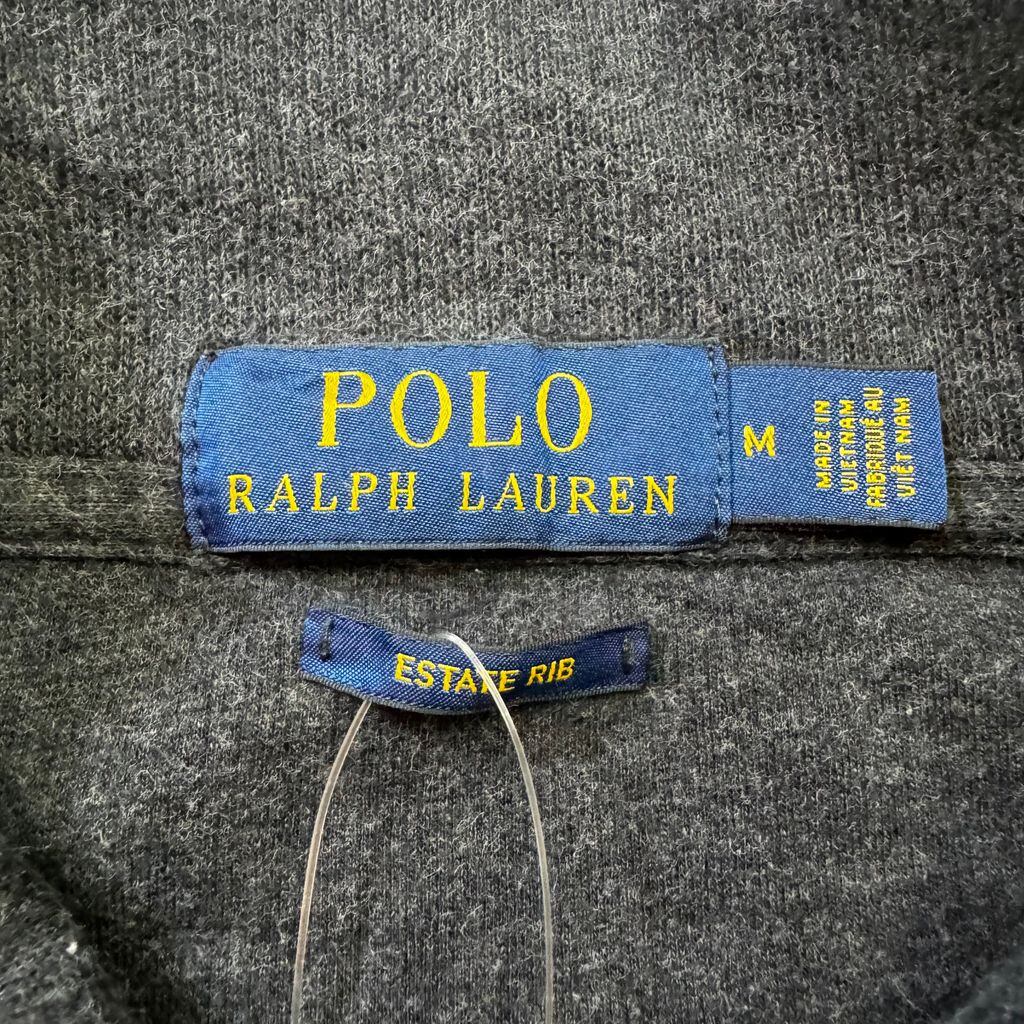 POLO
RALPH LAUREN
M
MADE IN
VIETNAM
FABRIQUÉ AU
VIÊT NAM
ESTATE RIB